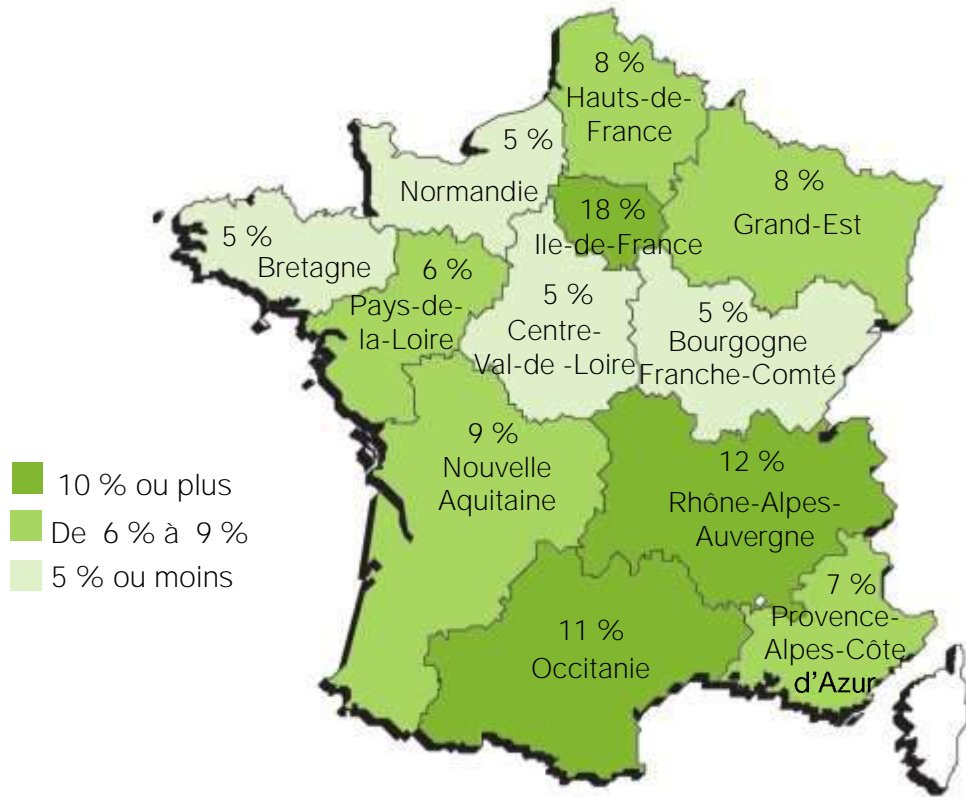 8 %
Hauts-de-
France
5 %
Normandie
8 %
Grand-Est
18 %
Ile-de-France
5 %
Bretagne
6 %
Pays-de-
la-Loire
5 %
Centre-
Val-de -Loire
5 %
Bourgogne
Franche-Comté
9 %
Nouvelle
Aquitaine
12 %
Rhône-Alpes-
Auvergne
7 %
Provence-
Alpes-Côte
d'Azur
11 %
Occitanie
10 % ou plus
De 6 % à 9 %
5 % ou moins